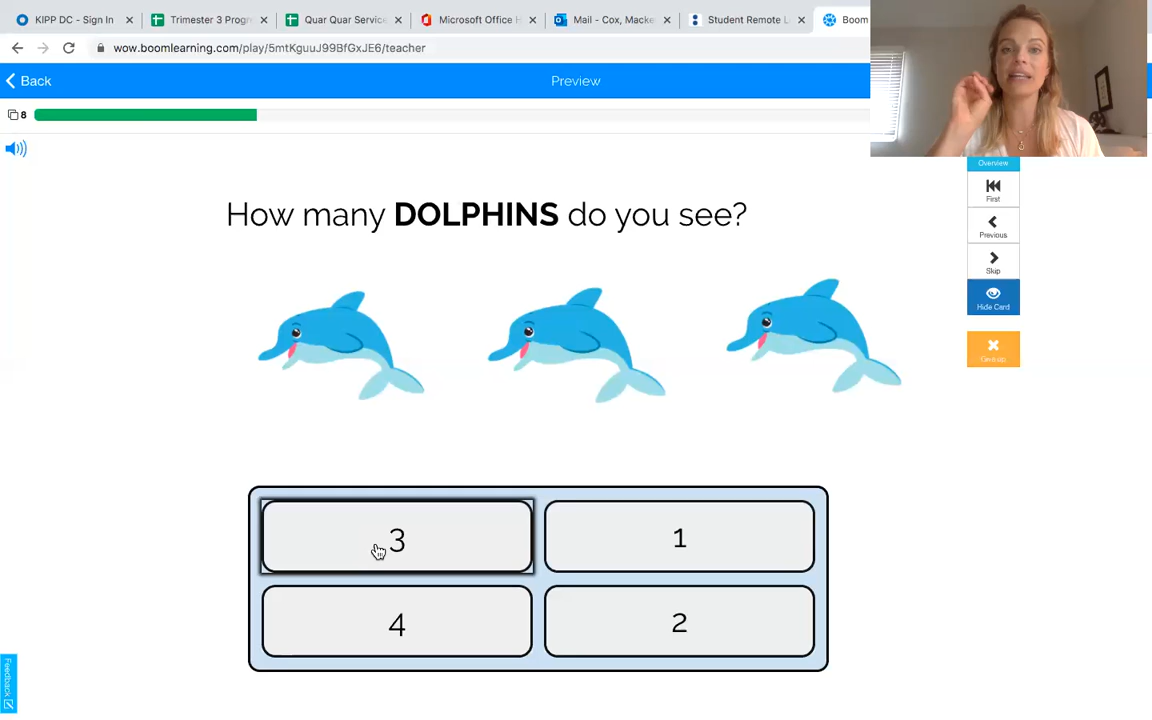 KIPP DC - Sign In
Trimester 3 Progr
Quar Quar Service
Microsoft Office H
Mail - Cox, Macke
Student Remote L
Boom
wow.boomlearning.com/play/5mtKguuJ99BfGxJE6/teacher
Back
Preview
8
Overview
First
How many DOLPHINS do you see?
Previous
Skip
Hide Card
3
1
4
2
Feedback